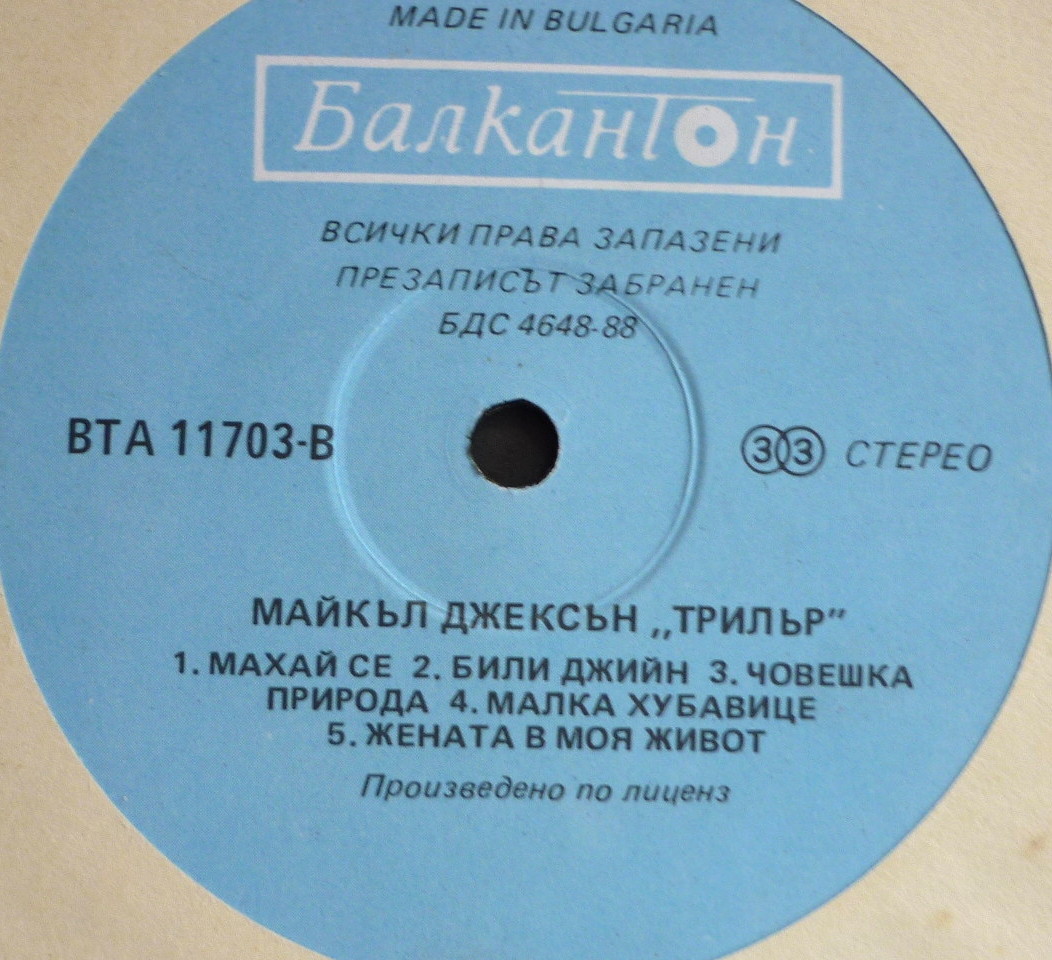 MADE IN BULGARIA
Балкантон
ВСИЧКИ ПРАВА ЗАПАЗЕНИ
ПРЕЗАПИСЪТ ЗАБРАНЕН
БДС 4648-88
ВТА 11703-В
33 СТЕРЕО
МАЙКЪЛ ДЖЕКСЪН „ТРИЛЪР”
1. МАХАЙ СЕ 2. БИЛИ ДЖИЙН 3. ЧОВЕШКА
ПРИРОДА 4. МАЛКА ХУБАВИЦЕ
5. ЖЕНАТА В МОЯ ЖИВОТ
Произведено по лиценз